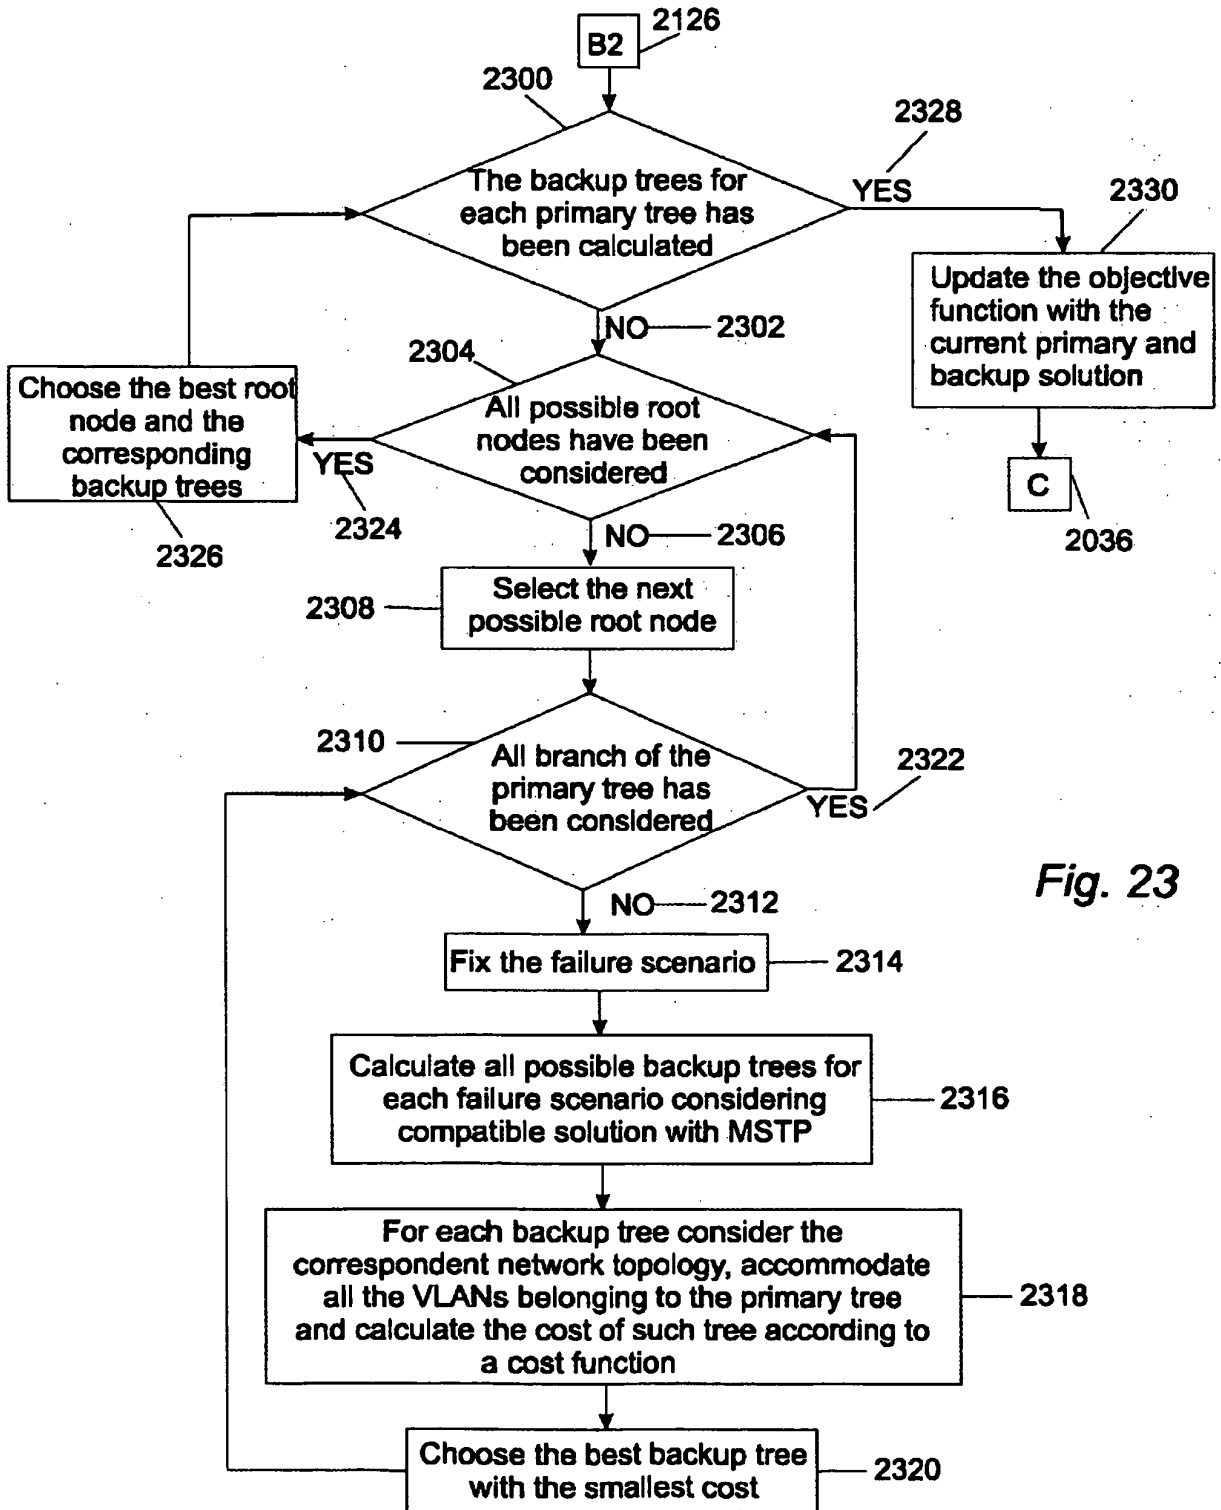 B2
2126
2300
The backup trees for
each primary tree has
been calculated
YES
2328
2330
Update the objective
function with the
current primary and
backup solution
C
2036
NO
2302
2304
All possible root
nodes have been
considered
YES
2324
Choose the best root
node and the
corresponding
backup trees
2326
NO
2306
2308
Select the next
possible root node
2310
All branch of the
primary tree has
been considered
YES
2322
NO
2312
Fix the failure scenario
2314
Calculate all possible backup trees for
each failure scenario considering
compatible solution with MSTP
2316
For each backup tree consider the
correspondent network topology, accommodate
all the VLANs belonging to the primary tree
and calculate the cost of such tree according to
a cost function
2318
Choose the best backup tree
with the smallest cost
2320
Fig. 23